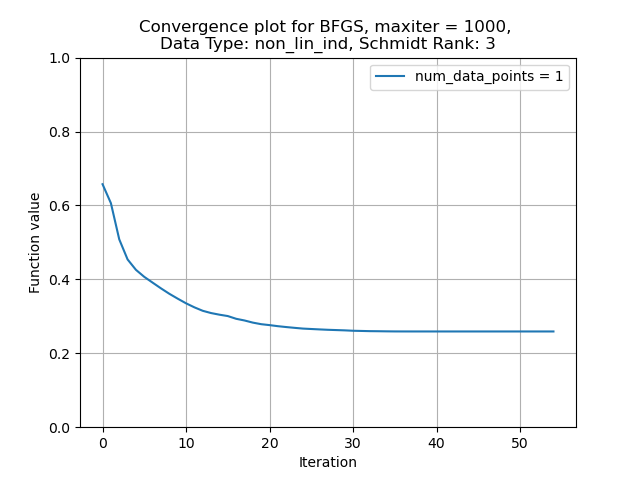 Convergence plot for BFGS, maxiter = 1000,
Data Type: non_lin_ind, Schmidt Rank: 3
num_data_points = 1
1.0
0.8
0.6
0.4
0.2
0.0
Function value
0 10 20 30 40 50
Iteration